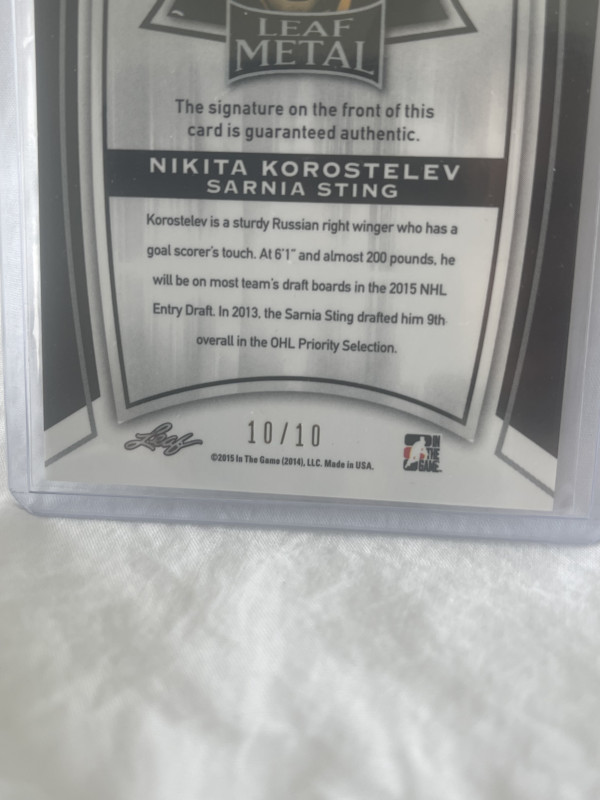 LEAF
METAL
The signature on the front of this
card is guaranteed authentic.
NIKITA KOROSTELEV
SARNIA STING
Korostelev is a sturdy Russian right winger who has a
goal scorer's touch. At 6'1" and almost 200 pounds, he
will be on most team's draft boards in the 2015 NHL
Entry Draft. In 2013, the Sarnia Sting drafted him 9th
overall in the OHL Priority Selection.
Leaf
10/10
IN
THE
GAME
©2015 In The Game (2014), LLC. Made in USA.